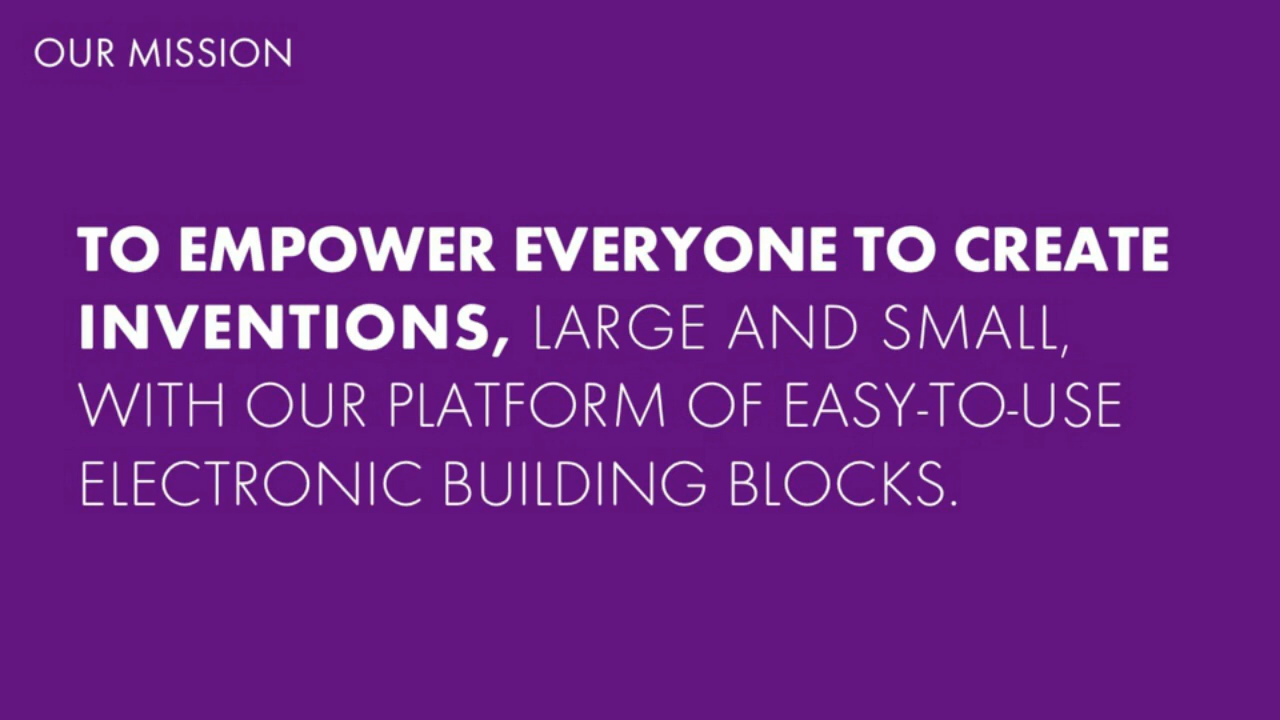 OUR MISSION
TO EMPOWER EVERYONE TO CREATE
INVENTIONS, LARGE AND SMALL,
WITH OUR PLATFORM OF EASY-TO-USE
ELECTRONIC BUILDING BLOCKS.